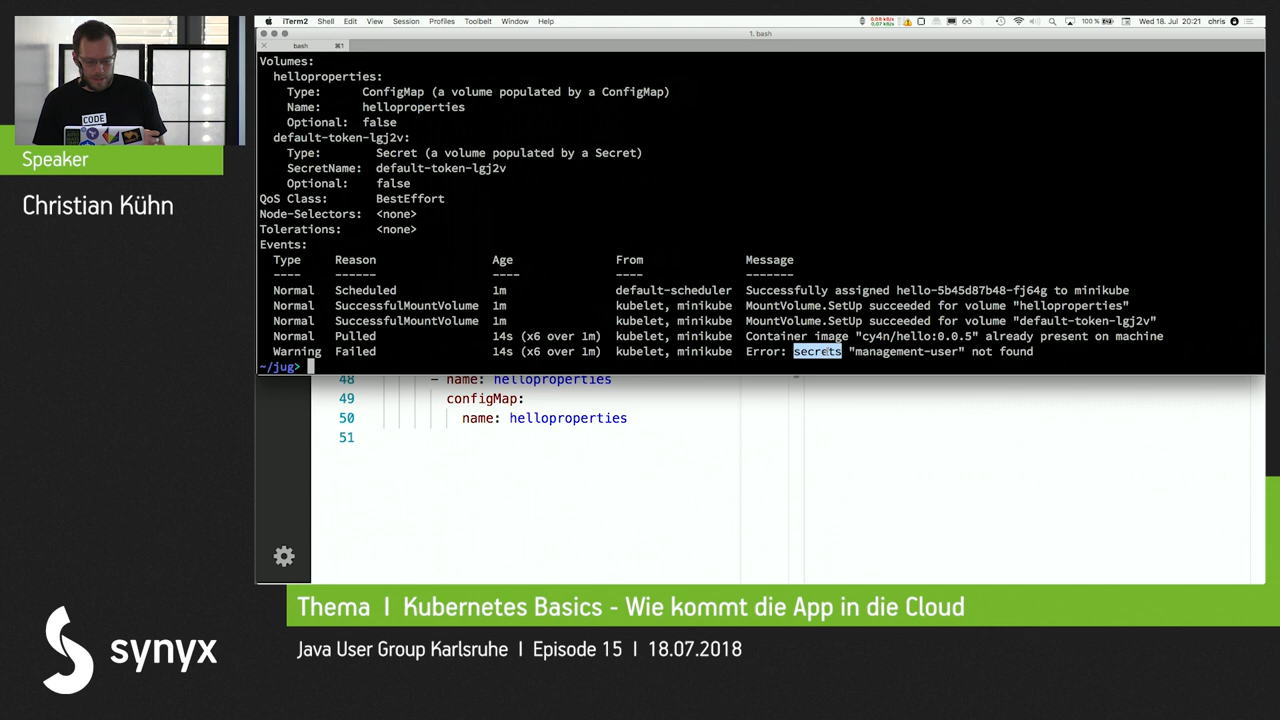 iTerm2 Shell Edit View Session Profiles Toolbelt Window Help
100 % Wed 18. Jul 20:21 chris
1. bash
bash ⌘1
Volumes:
helloproperties:
Type: ConfigMap (a volume populated by a ConfigMap)
Name: helloproperties
Optional: false
default-token-lgj2v:
Type: Secret (a volume populated by a Secret)
SecretName: default-token-lgj2v
Optional: false
QoS Class: BestEffort
Node-Selectors: <none>
Tolerations: <none>
Events:
Type Reason Age From Message
---- ------ ---- ---- -------
Normal Scheduled 1m default-scheduler Successfully assigned hello-5b45d87b48-fj64g to minikube
Normal SuccessfulMountVolume 1m kubelet, minikube MountVolume.SetUp succeeded for volume "helloproperties"
Normal SuccessfulMountVolume 1m kubelet, minikube MountVolume.SetUp succeeded for volume "default-token-lgj2v"
Normal Pulled 14s (x6 over 1m) kubelet, minikube Container image "cy4n/hello:0.0.5" already present on machine
Warning Failed 14s (x6 over 1m) kubelet, minikube Error: secrets "management-user" not found
~/jug>
48 - name: helloproperties
49 configMap:
50 name: helloproperties
51
CODE
Speaker
Christian Kühn
Thema | Kubernetes Basics - Wie kommt die App in die Cloud
Java User Group Karlsruhe | Episode 15 | 18.07.2018
synyx